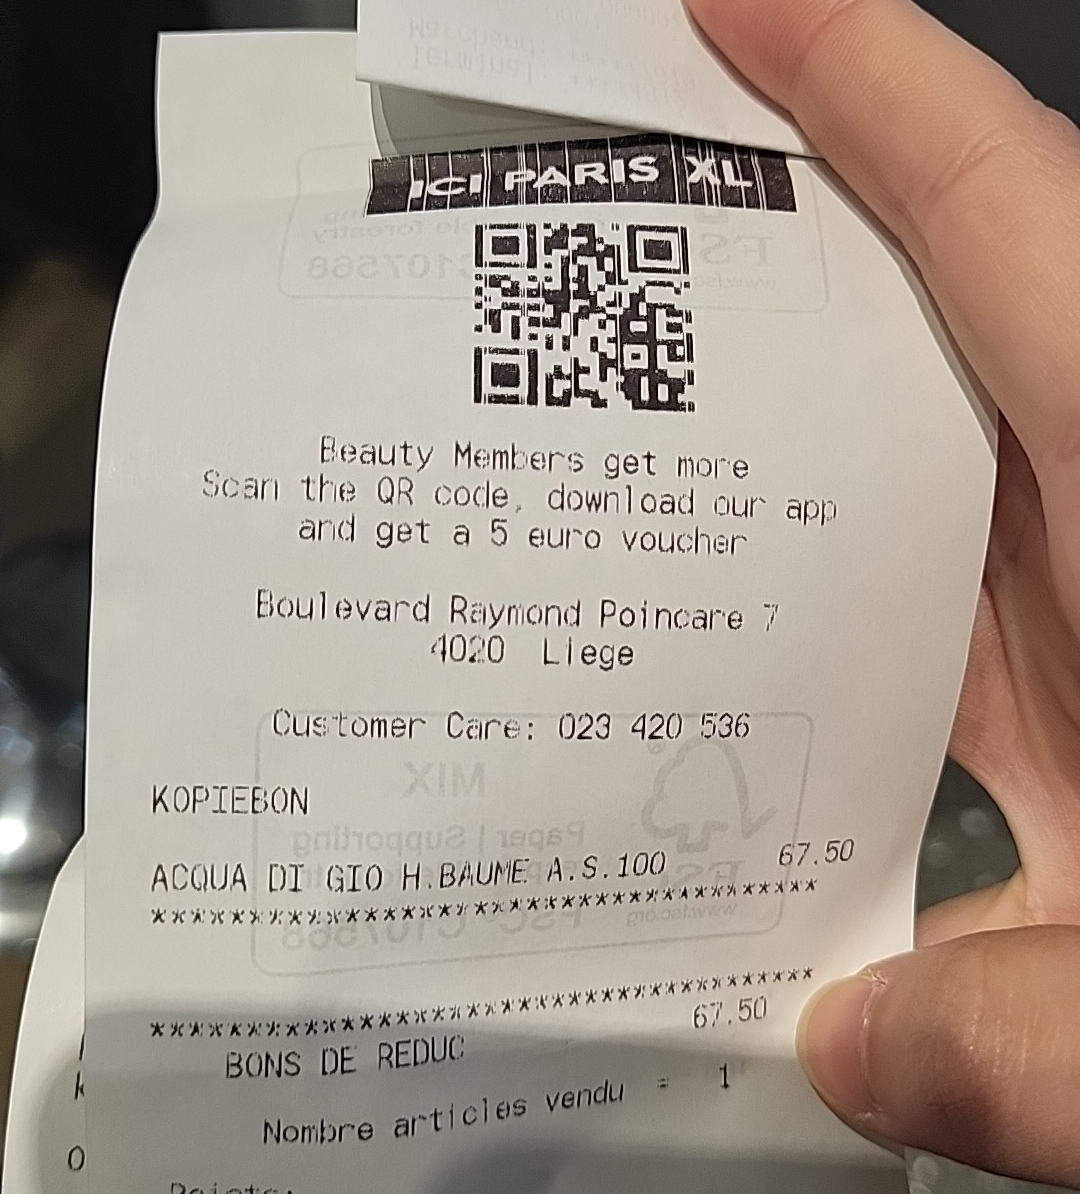 ICI PARIS XL
Beauty Members get more
Scan the QR code, download our app
and get a 5 euro voucher
Boulevard Raymond Poincare 7
4020 Liege
Customer Care: 023 420 536
KOPIEBON
ACQUA DI GIO H.BAUME A.S.100 67.50
******************************************
******************************************
67.50
BONS DE REDUC
Nombre articles vendu = 1